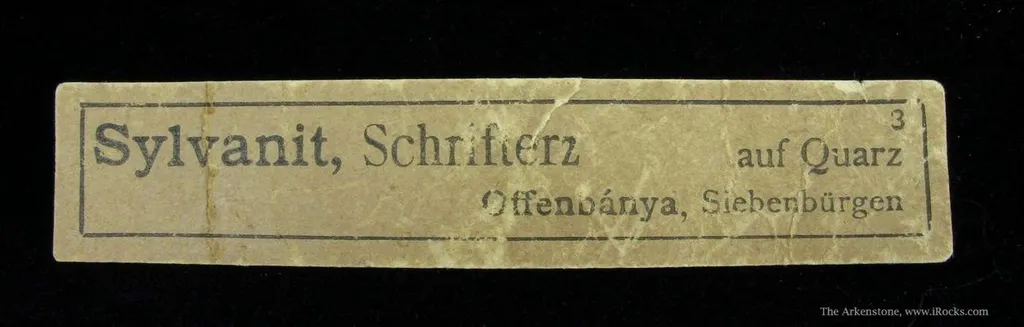 3
Sylvanit, Schrifterz auf Quarz
Offenbánya, Siebenbürgen
The Arkenstone, www.iRocks.com